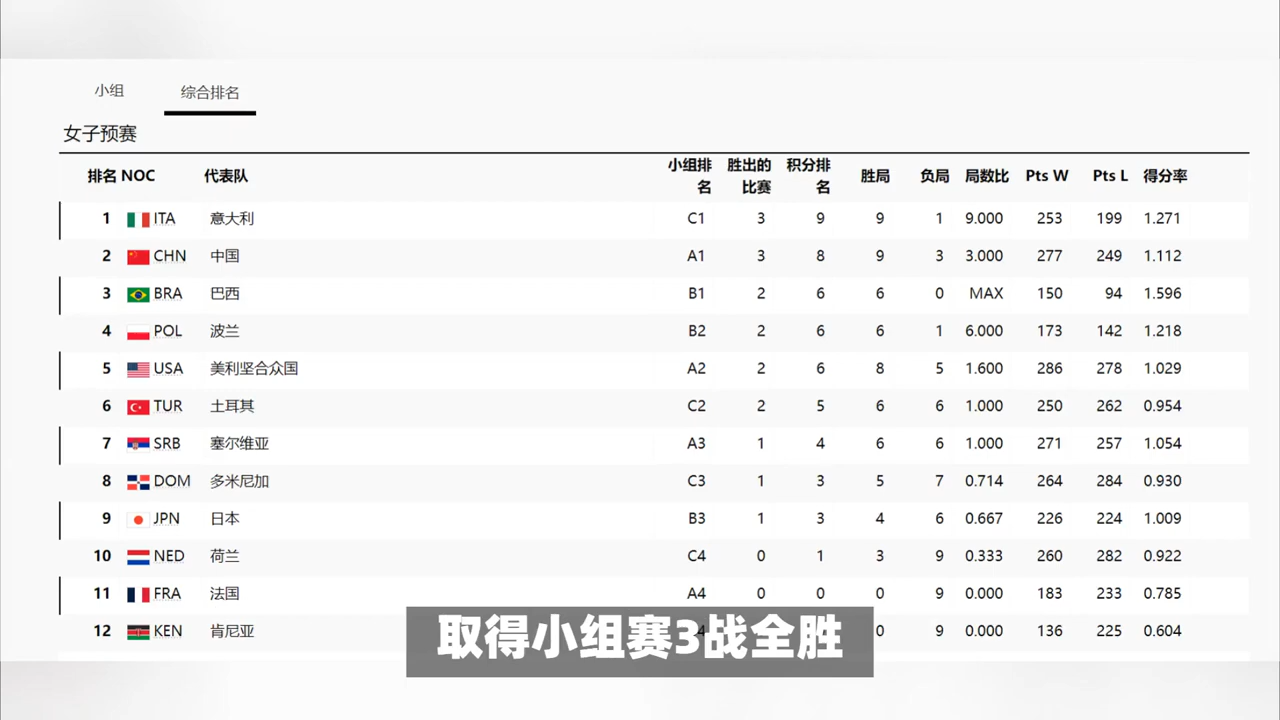 小组 综合排名
女子预赛
排名 NOC 代表队 小组排名 胜出的比赛 积分排名 胜局 负局 局数比 Pts W Pts L 得分率
1 ITA 意大利 C1 3 9 9 1 9.000 253 199 1.271
2 CHN 中国 A1 3 8 9 3 3.000 277 249 1.112
3 BRA 巴西 B1 2 6 6 0 MAX 150 94 1.596
4 POL 波兰 B2 2 6 6 1 6.000 173 142 1.218
5 USA 美利坚合众国 A2 2 6 8 5 1.600 286 278 1.029
6 TUR 土耳其 C2 2 5 6 6 1.000 250 262 0.954
7 SRB 塞尔维亚 A3 1 4 6 6 1.000 271 257 1.054
8 DOM 多米尼加 C3 1 3 5 7 0.714 264 284 0.930
9 JPN 日本 B3 1 3 4 6 0.667 226 224 1.009
10 NED 荷兰 C4 0 1 3 9 0.333 260 282 0.922
11 FRA 法国 A4 0 0 0 9 0.000 183 233 0.785
12 KEN 肯尼亚 4 0 9 0.000 136 225 0.604
取得小组赛3战全胜